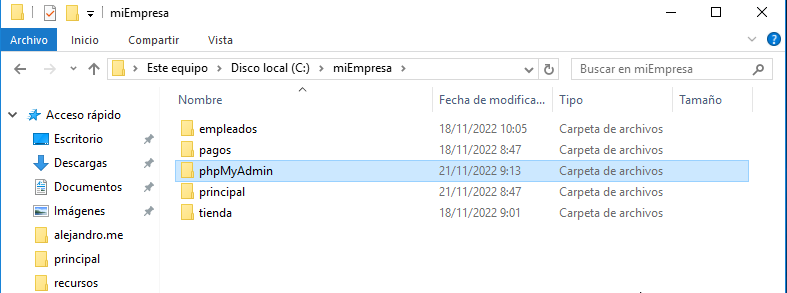 miEmpresa
Archivo Inicio Compartir Vista
Este equipo Disco local (C:) miEmpresa Buscar en miEmpresa
Nombre Fecha de modifica... Tipo Tamaño
Acceso rápido
Escritorio
Descargas
Documentos
Imágenes
alejandro.me
principal
recursos
empleados 18/11/2022 10:05 Carpeta de archivos
pagos 18/11/2022 8:47 Carpeta de archivos
phpMyAdmin 21/11/2022 9:13 Carpeta de archivos
principal 21/11/2022 8:47 Carpeta de archivos
tienda 18/11/2022 9:01 Carpeta de archivos